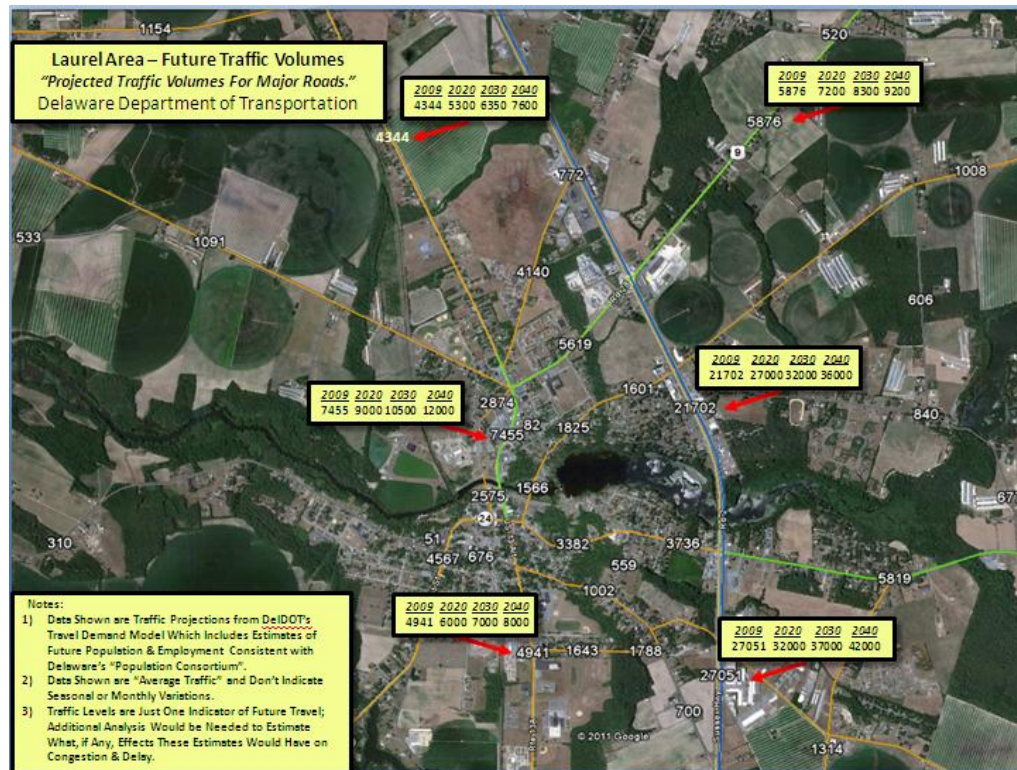 1154
520
Laurel Area – Future Traffic Volumes
“Projected Traffic Volumes For Major Roads.”
Delaware Department of Transportation
2009 2020 2030 2040
4344 5300 6350 7600
2009 2020 2030 2040
5876 7200 8300 9200
4344
5876
9
772
1008
533
1091
4140
606
5619
2009 2020 2030 2040
21702 27000 32000 36000
2009 2020 2030 2040
7455 9000 10500 12000
2874
1601
21702
840
7455
82
1825
2575
1566
677
24
310
51
4567
676
3382
3736
559
5819
1002
Notes:
1) Data Shown are Traffic Projections from DelDOT’s
Travel Demand Model Which Includes Estimates of
Future Population & Employment Consistent with
Delaware’s “Population Consortium”.
2) Data Shown are “Average Traffic” and Don’t Indicate
Seasonal or Monthly Variations.
3) Traffic Levels are Just One Indicator of Future Travel;
Additional Analysis Would be Needed to Estimate
What, if Any, Effects These Estimates Would Have on
Congestion & Delay.
2009 2020 2030 2040
4941 6000 7000 8000
2009 2020 2030 2040
27051 32000 37000 42000
4941
1643
1788
27051
700
© 2011 Google
Sussex Hwy
1314